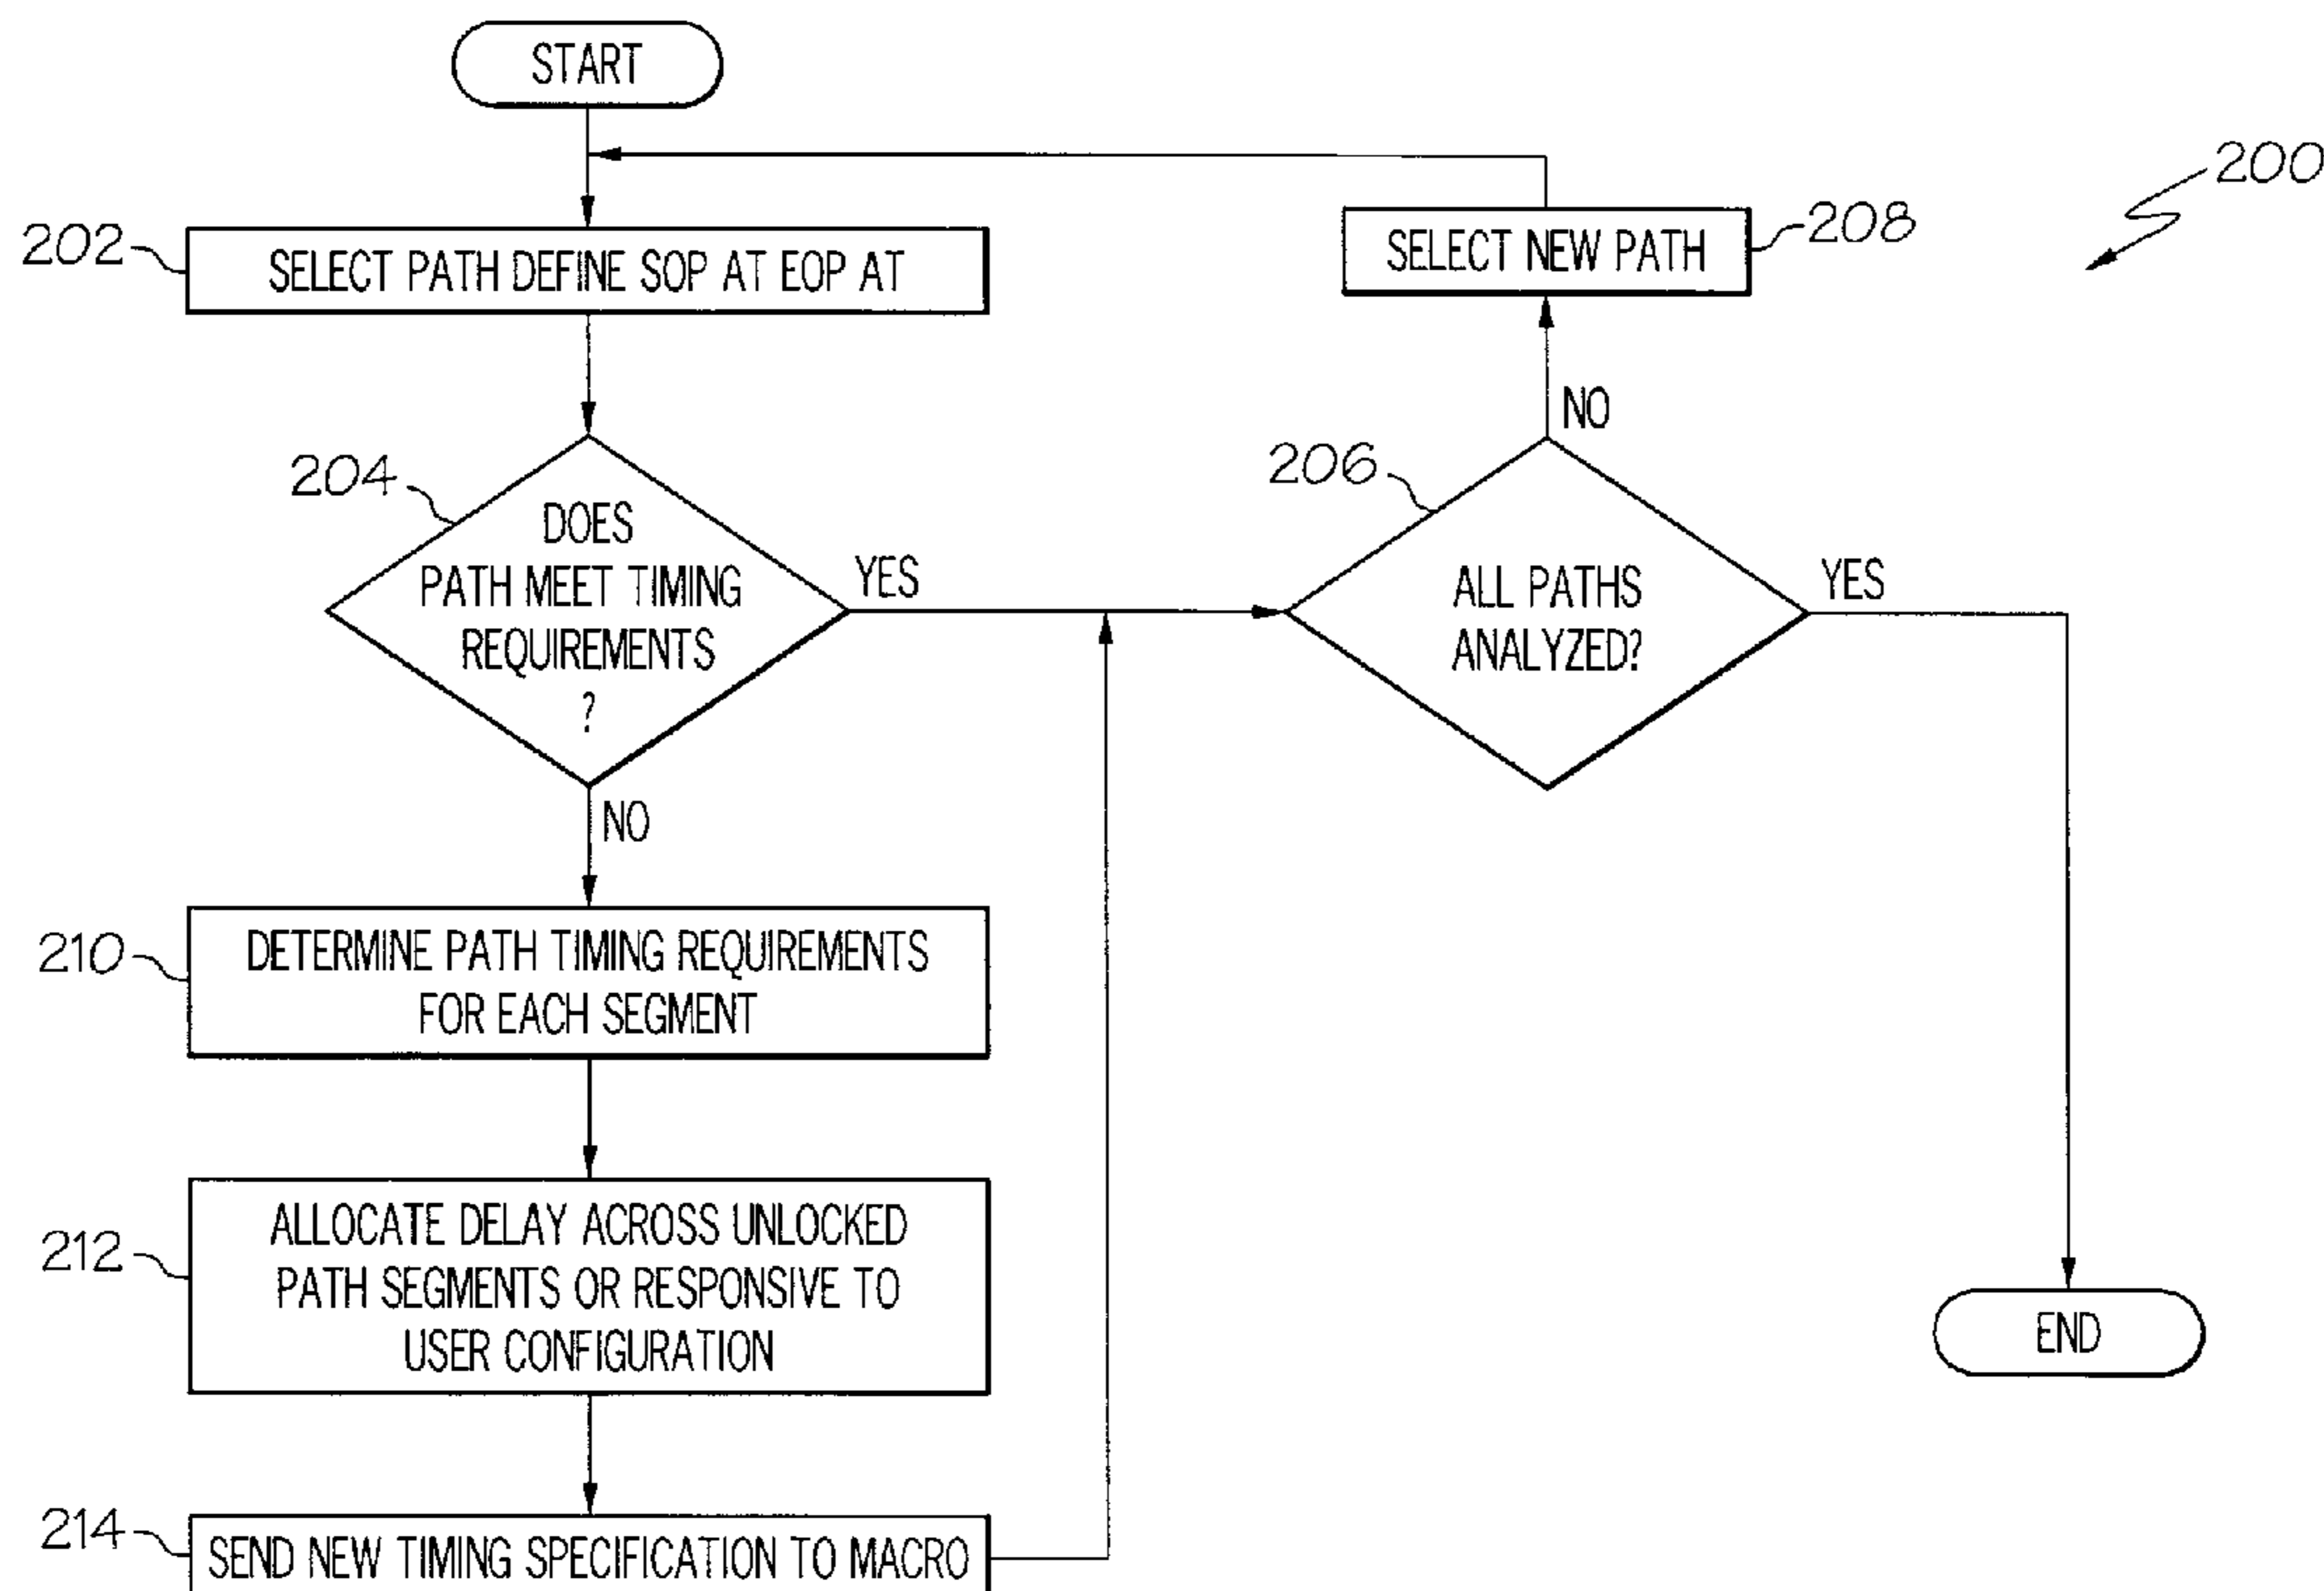 START
200
202
SELECT PATH DEFINE SOP AT EOP AT
SELECT NEW PATH
208
204
DOES
PATH MEET TIMING
REQUIREMENTS
?
YES
NO
206
ALL PATHS
ANALYZED?
NO
YES
210
DETERMINE PATH TIMING REQUIREMENTS
FOR EACH SEGMENT
212
ALLOCATE DELAY ACROSS UNLOCKED
PATH SEGMENTS OR RESPONSIVE TO
USER CONFIGURATION
END
214
SEND NEW TIMING SPECIFICATION TO MACRO